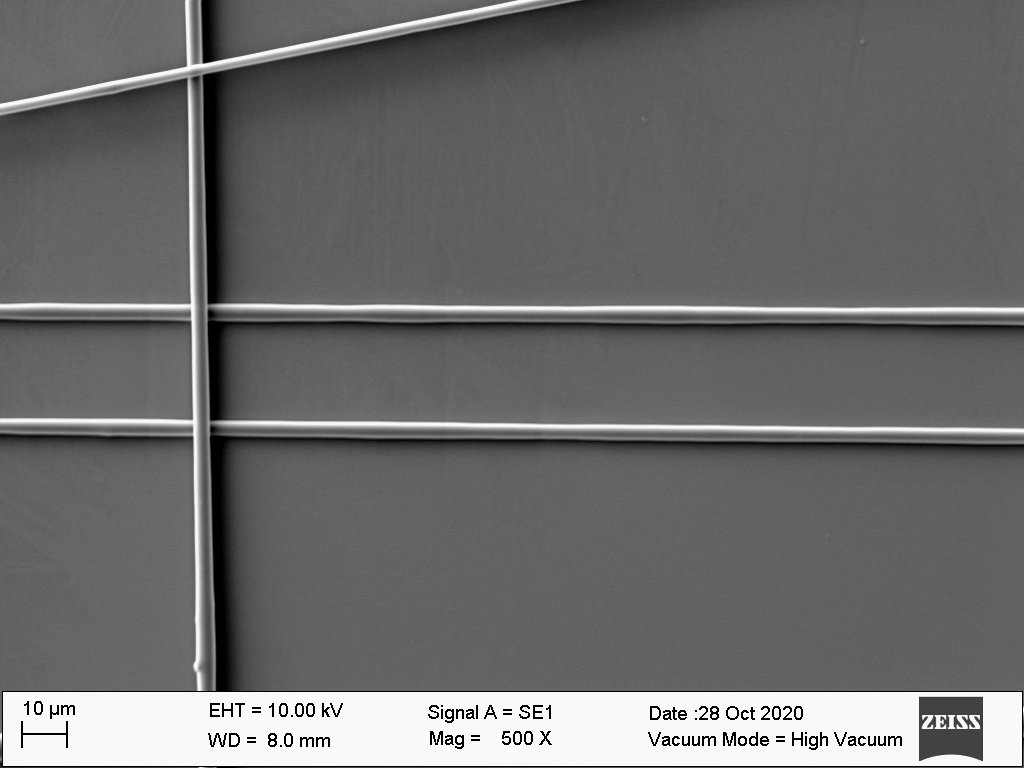 10 µm
EHT = 10.00 kV
Signal A = SE1
Date :28 Oct 2020
ZEISS
WD = 8.0 mm
Mag = 500 X
Vacuum Mode = High Vacuum